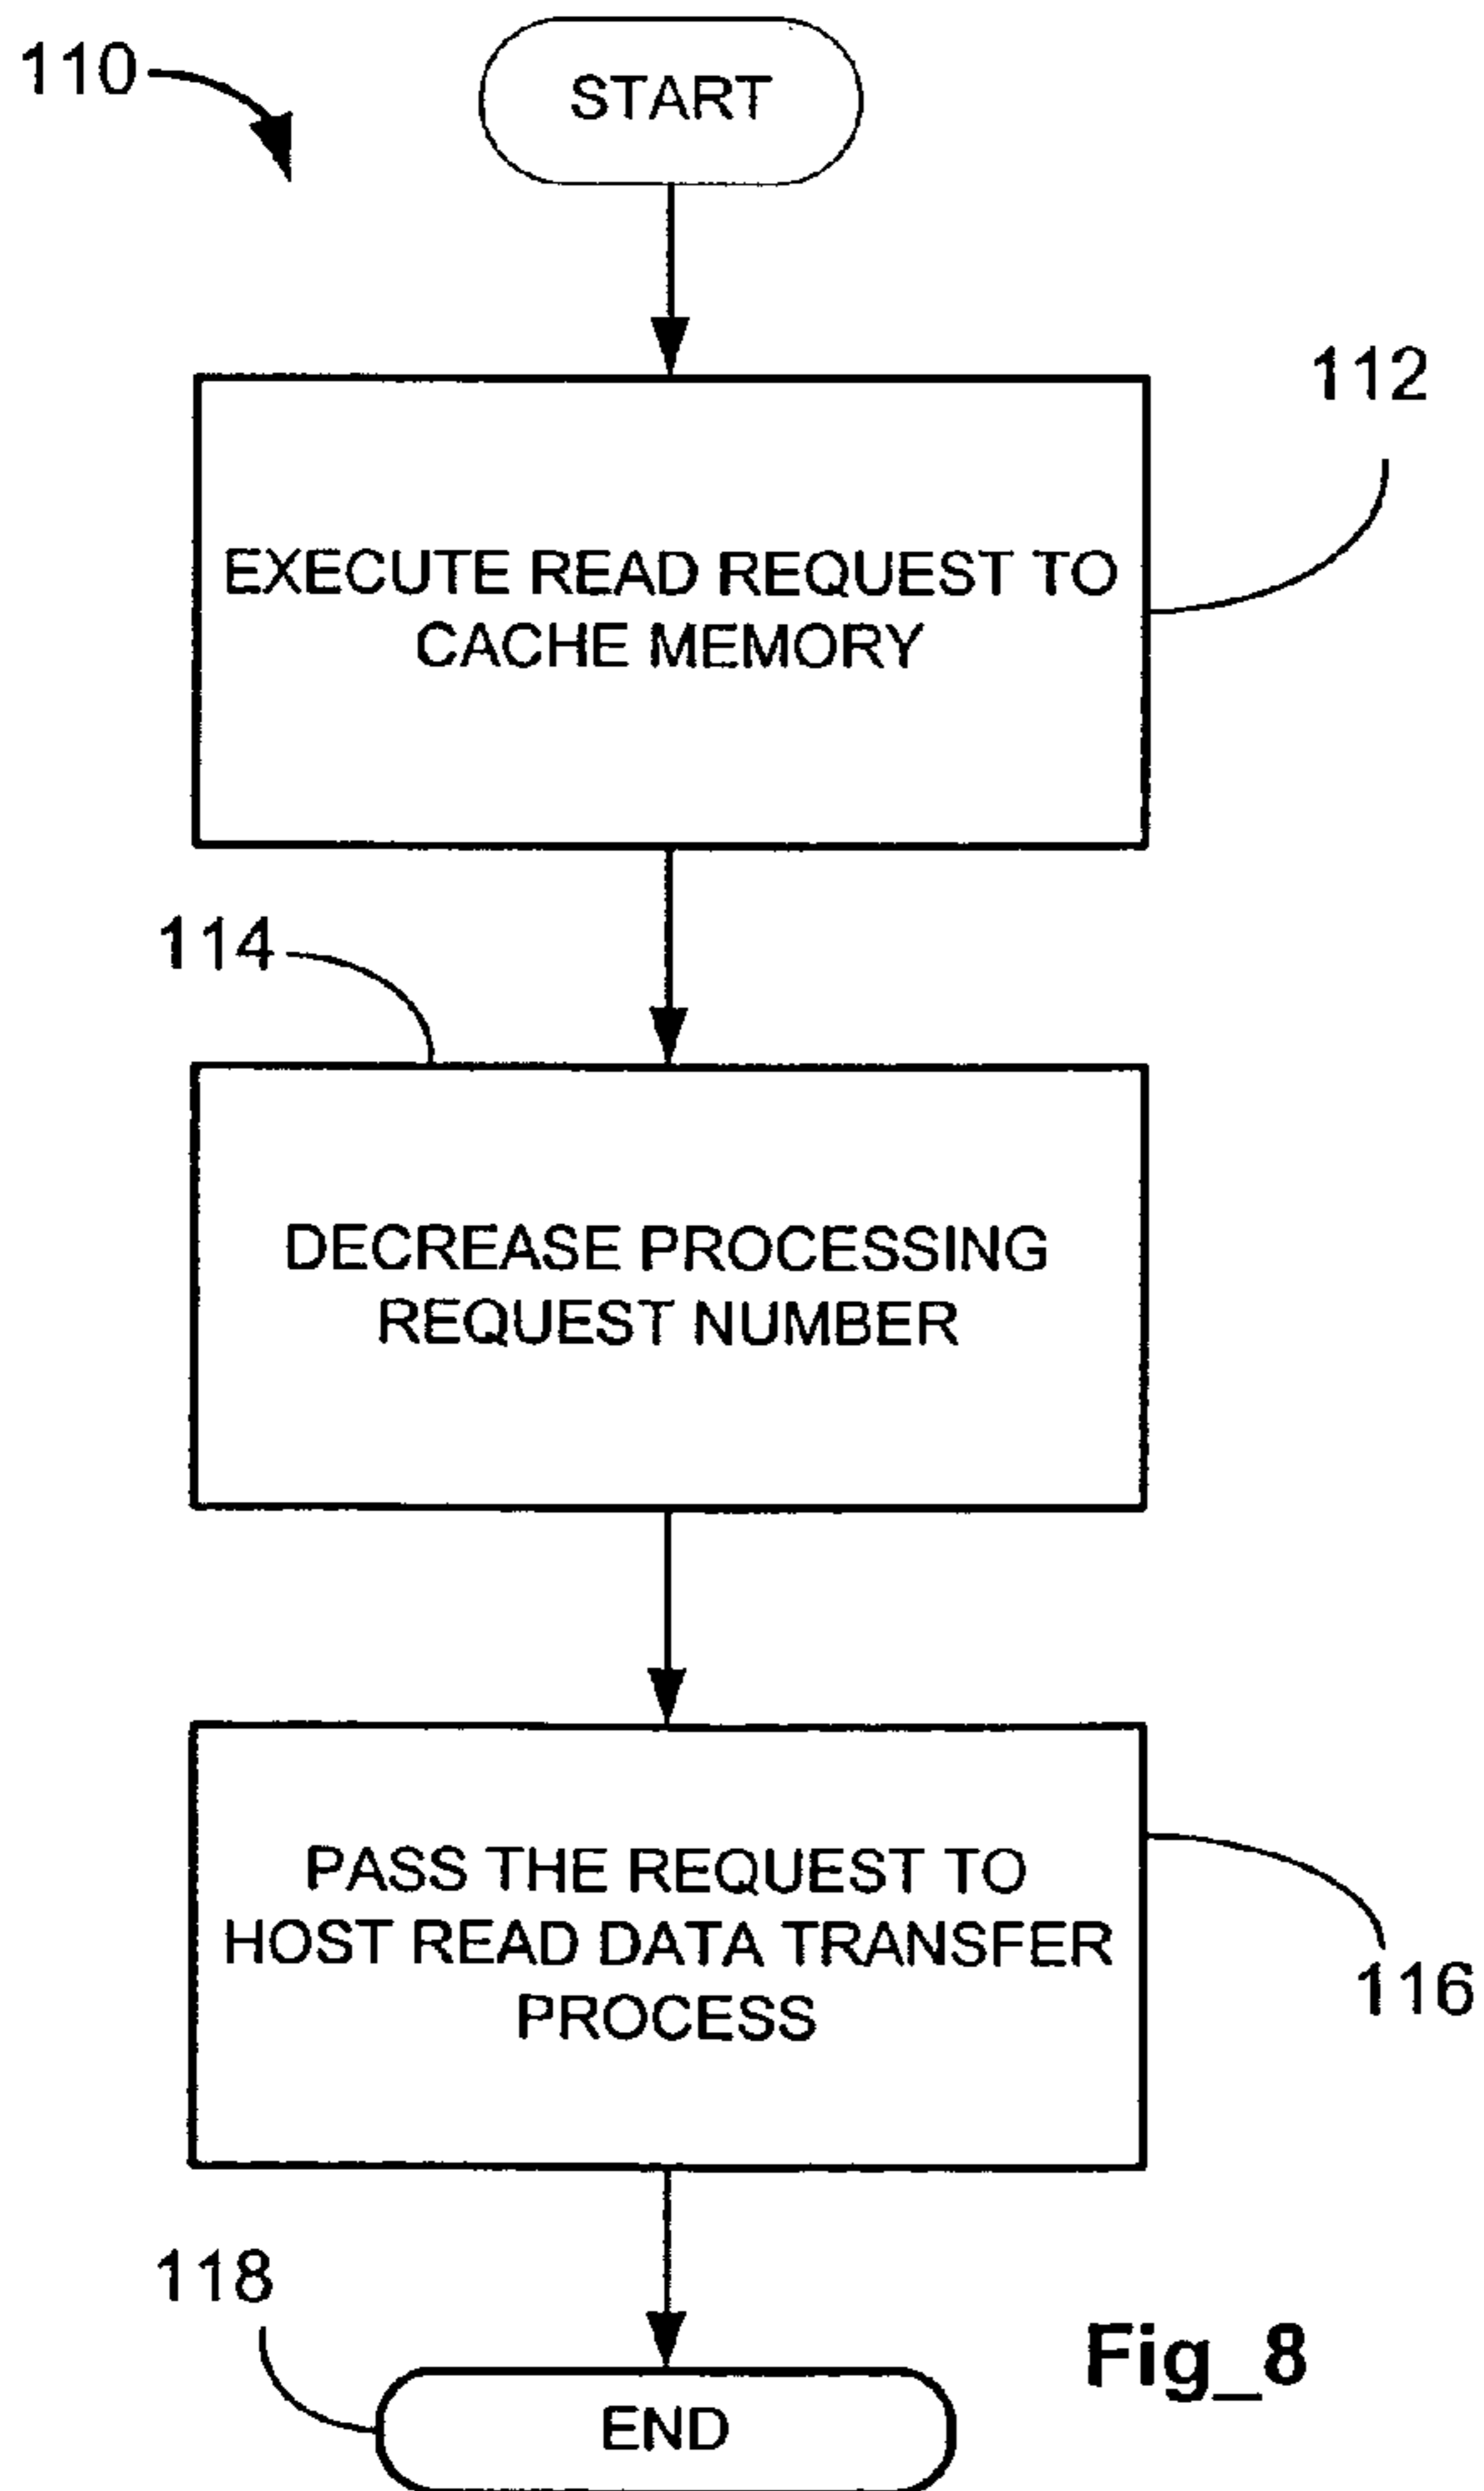 110
START
112
EXECUTE READ REQUEST TO
CACHE MEMORY
114
DECREASE PROCESSING
REQUEST NUMBER
PASS THE REQUEST TO
HOST READ DATA TRANSFER
PROCESS
116
118
END
Fig_8